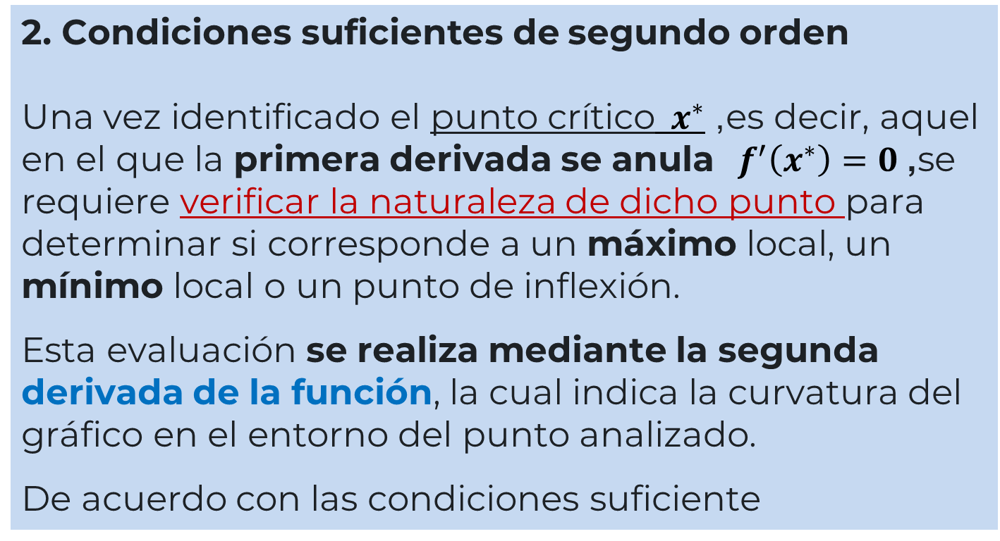 2. Condiciones suficientes de segundo orden
Una vez identificado el punto crítico x* ,es decir, aquel
en el que la primera derivada se anula f′(x*) = 0 ,se
requiere verificar la naturaleza de dicho punto para
determinar si corresponde a un máximo local, un
mínimo local o un punto de inflexión.
Esta evaluación se realiza mediante la segunda
derivada de la función, la cual indica la curvatura del
gráfico en el entorno del punto analizado.
De acuerdo con las condiciones suficiente